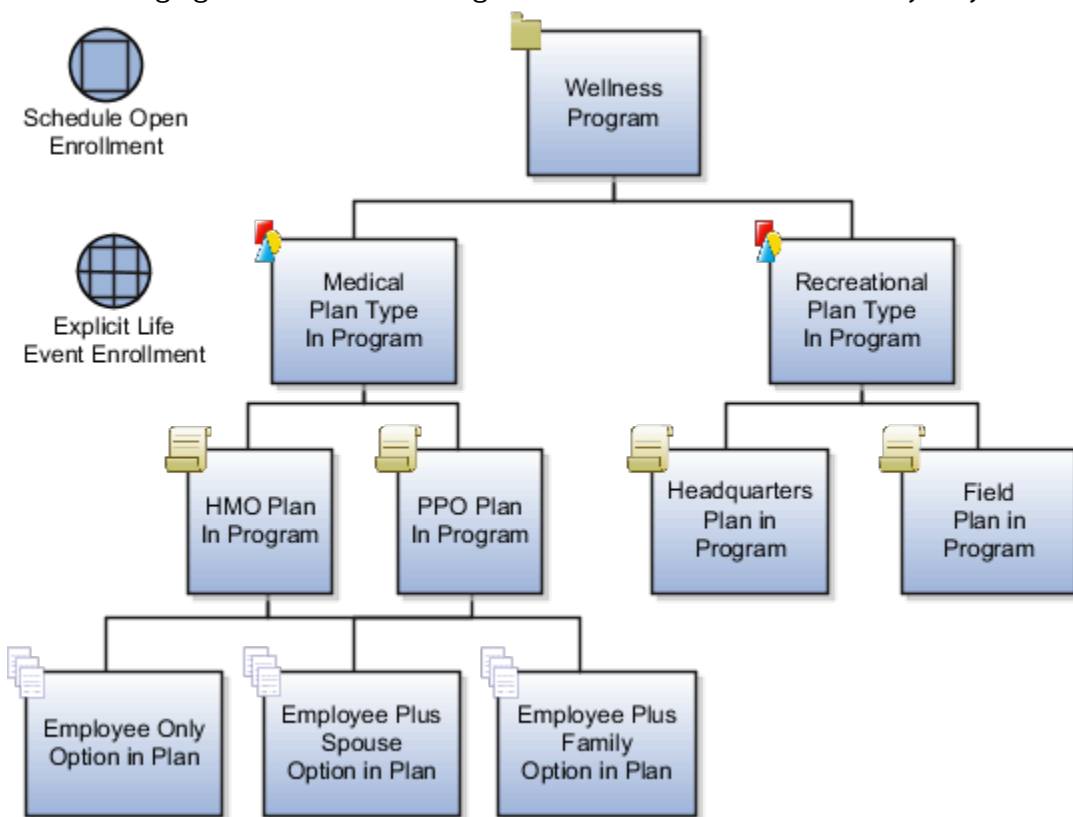 Schedule Open
Enrollment
Wellness
Program
Explicit Life
Event Enrollment
Medical
Plan Type
In Program
Recreational
Plan Type
In Program
HMO Plan
In Program
PPO Plan
In Program
Headquarters
Plan in
Program
Field
Plan in
Program
Employee Only
Option in Plan
Employee Plus
Spouse
Option in Plan
Employee Plus
Family
Option in Plan